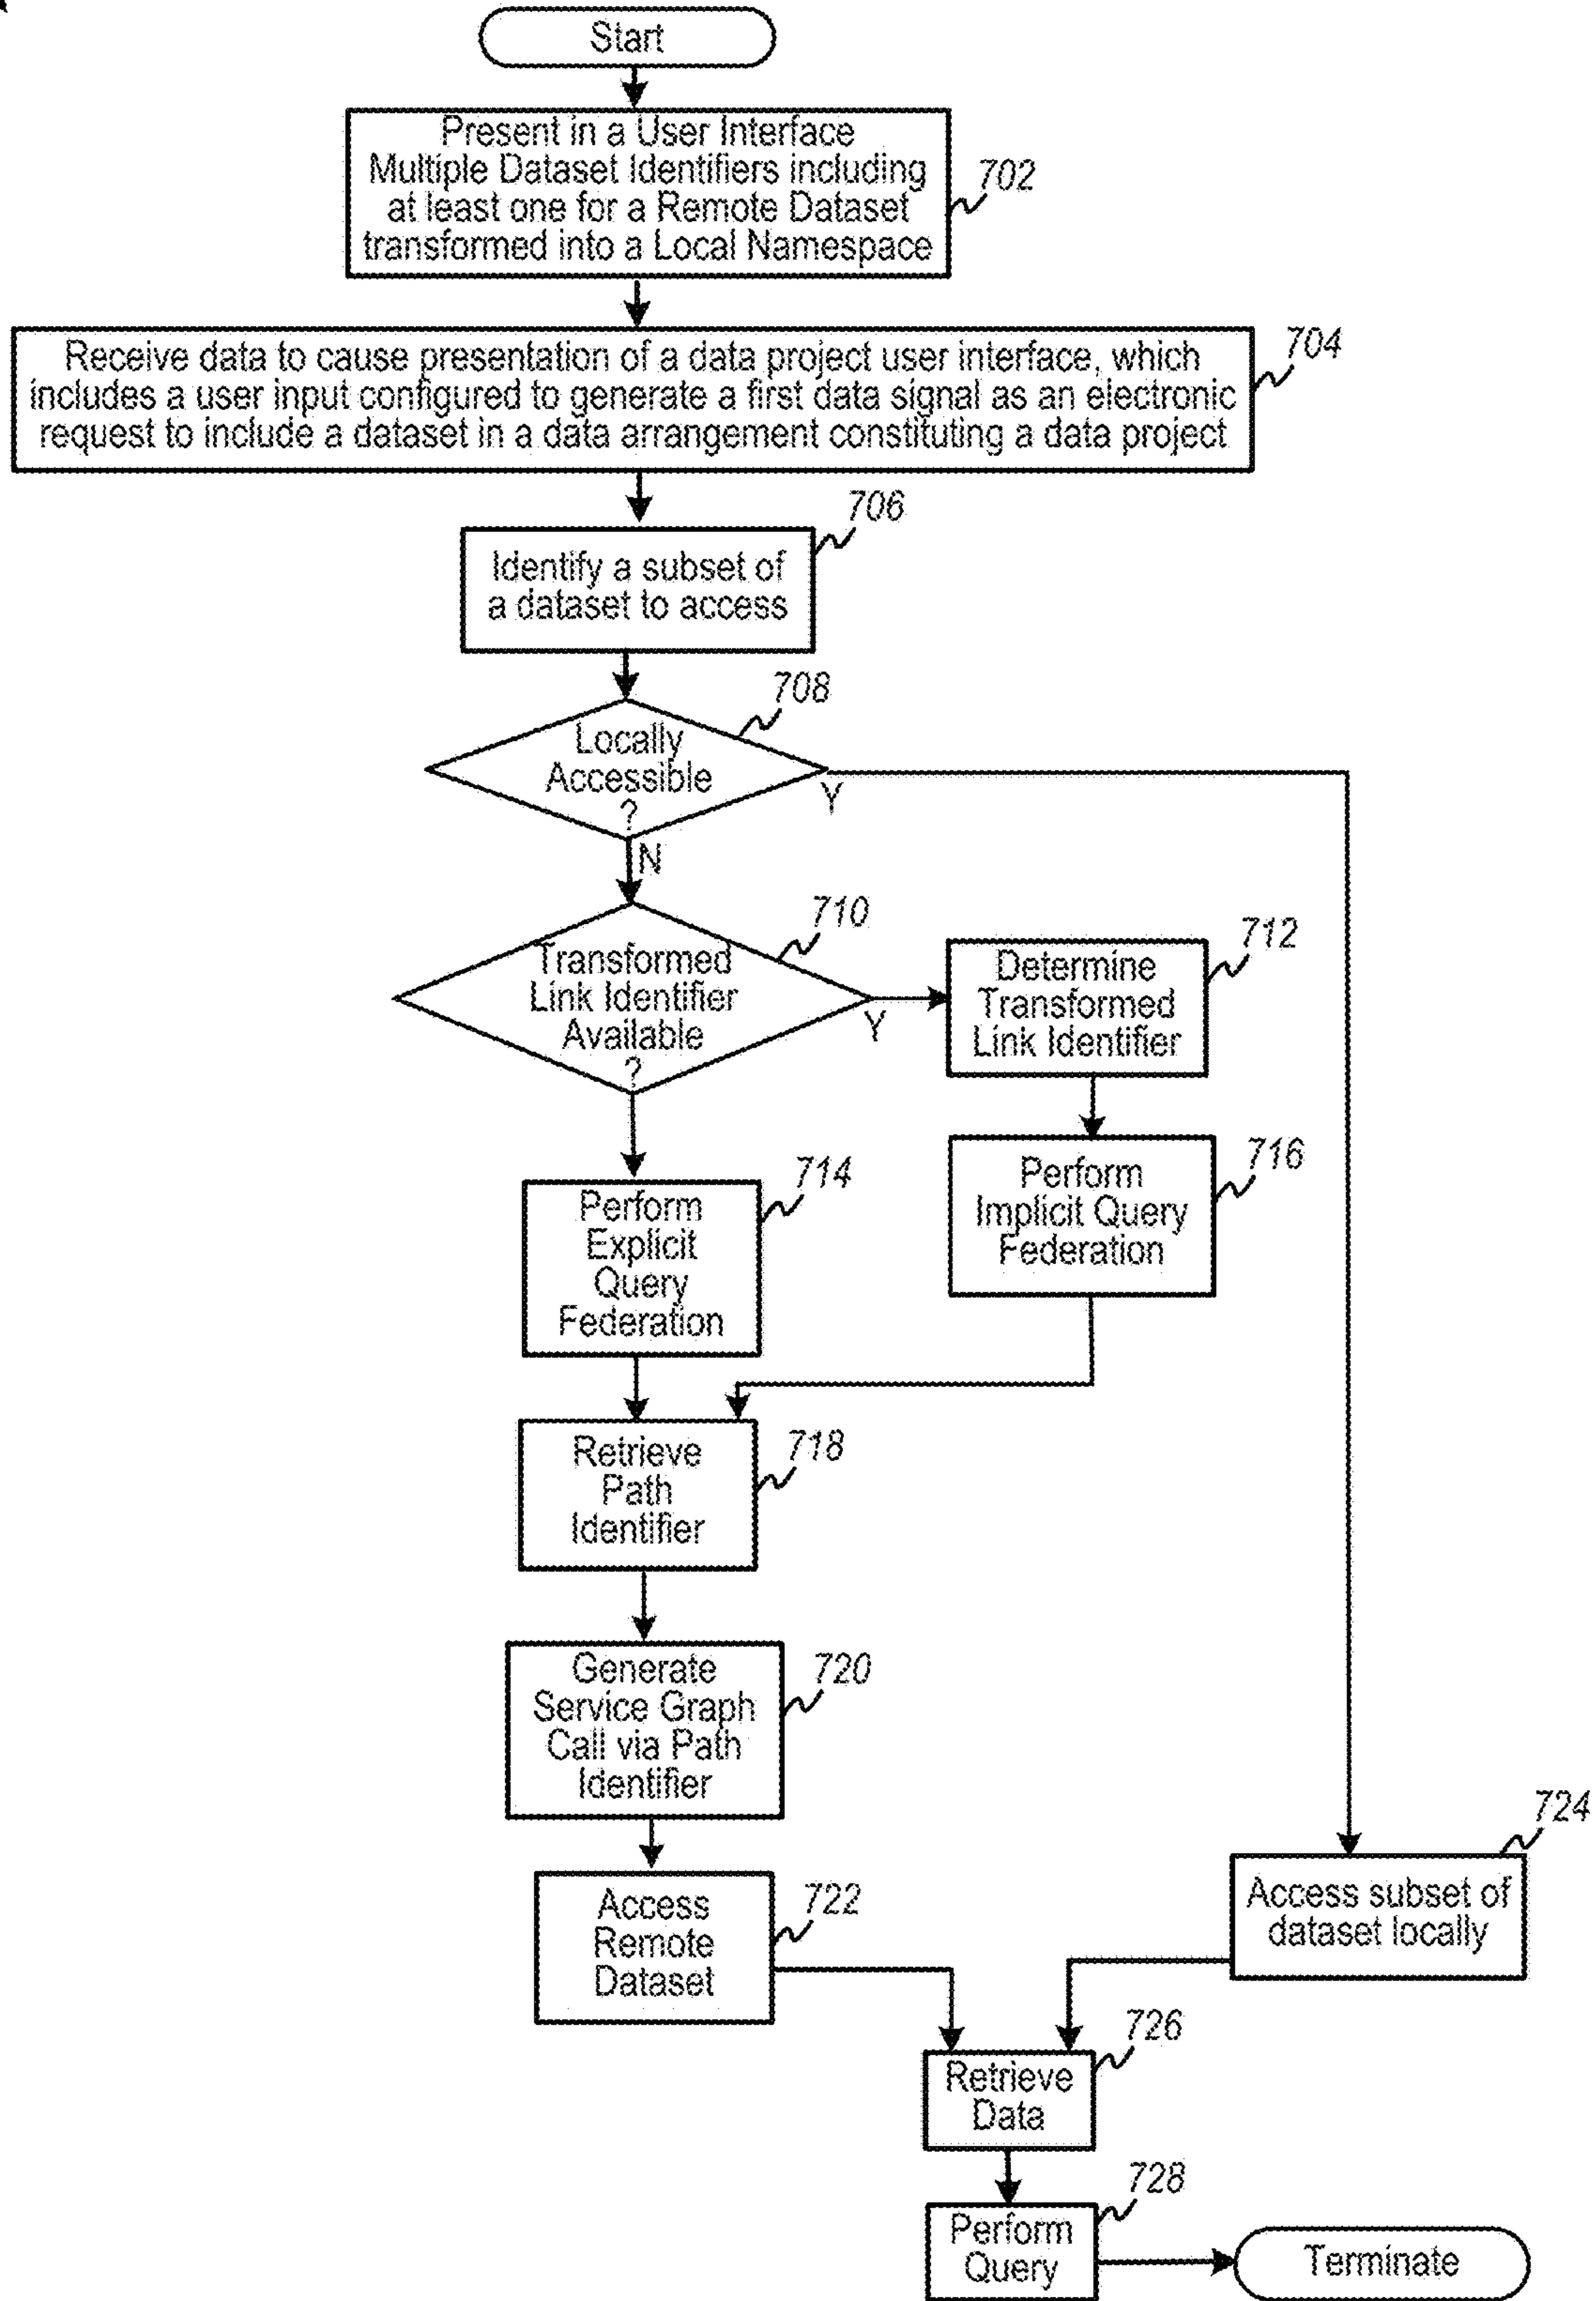 Start
Present in a User Interface
Multiple Dataset Identifiers including
at least one for a Remote Dataset
transformed into a Local Namespace
702
Receive data to cause presentation of a data project user interface, which
includes a user input configured to generate a first data signal as an electronic
request to include a dataset in a data arrangement constituting a data project
704
706
Identify a subset of
a dataset to access
708
Locally
Accessible
?
Y
N
710
Transformed
Link Identifier
Available
?
Y
712
Determine
Transformed
Link Identifier
714
Perform
Explicit
Query
Federation
716
Perform
Implicit Query
Federation
718
Retrieve
Path
Identifier
720
Generate
Service Graph
Call via Path
Identifier
722
Access
Remote
Dataset
724
Access subset of
dataset locally
726
Retrieve
Data
728
Perform
Query
Terminate